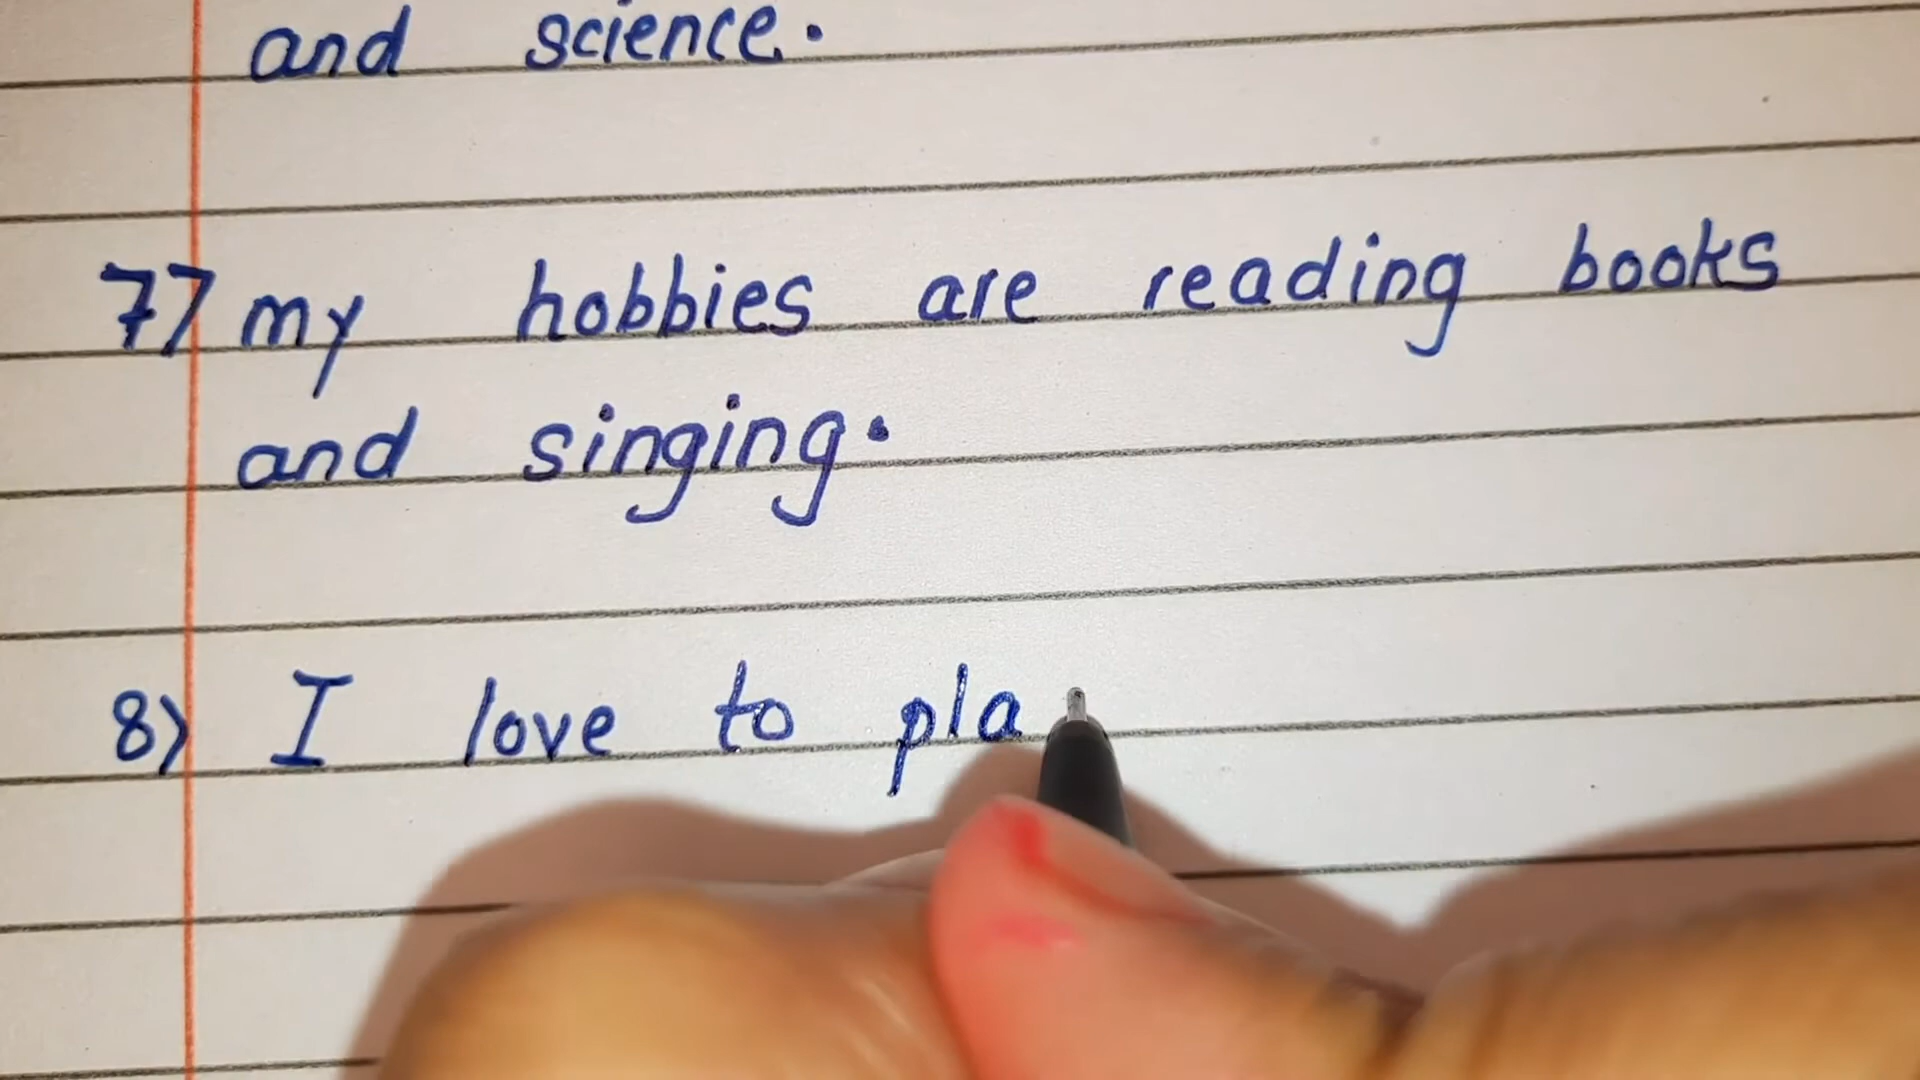 and science.
7) my hobbies are reading books
and singing.
8) I love to pla